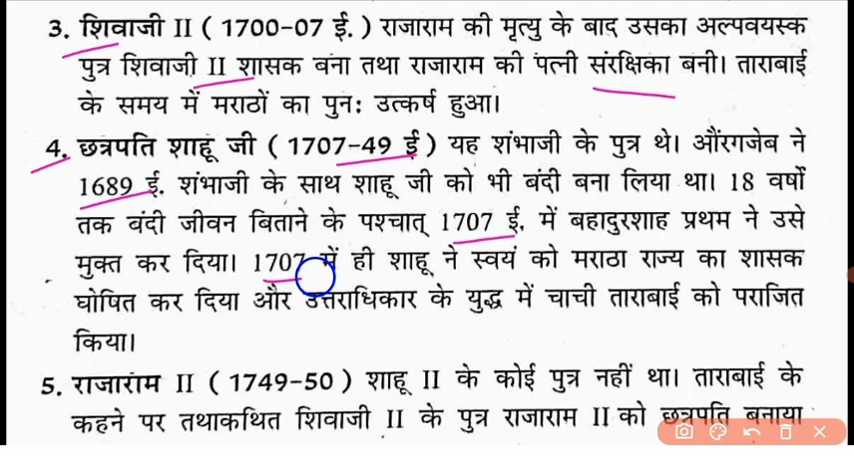 3. शिवाजी II ( 1700-07 ई. ) राजाराम की मृत्यु के बाद उसका अल्पवयस्क
पुत्र शिवाजी II शासक बना तथा राजाराम की पत्नी संरक्षिका बनी। ताराबाई
के समय में मराठों का पुनः उत्कर्ष हुआ।
4. छत्रपति शाहू जी ( 1707-49 ई ) यह शंभाजी के पुत्र थे। औंरगजेब ने
1689 ई. शंभाजी के साथ शाहू जी को भी बंदी बना लिया था। 18 वर्षों
तक बंदी जीवन बिताने के पश्चात् 1707 ई. में बहादुरशाह प्रथम ने उसे
मुक्त कर दिया। 1707 में ही शाहू ने स्वयं को मराठा राज्य का शासक
घोषित कर दिया और उत्तराधिकार के युद्ध में चाची ताराबाई को पराजित
किया।
5. राजाराम II ( 1749-50 ) शाहू II के कोई पुत्र नहीं था। ताराबाई के
कहने पर तथाकथित शिवाजी II के पुत्र राजाराम II को छत्रपति बनाया